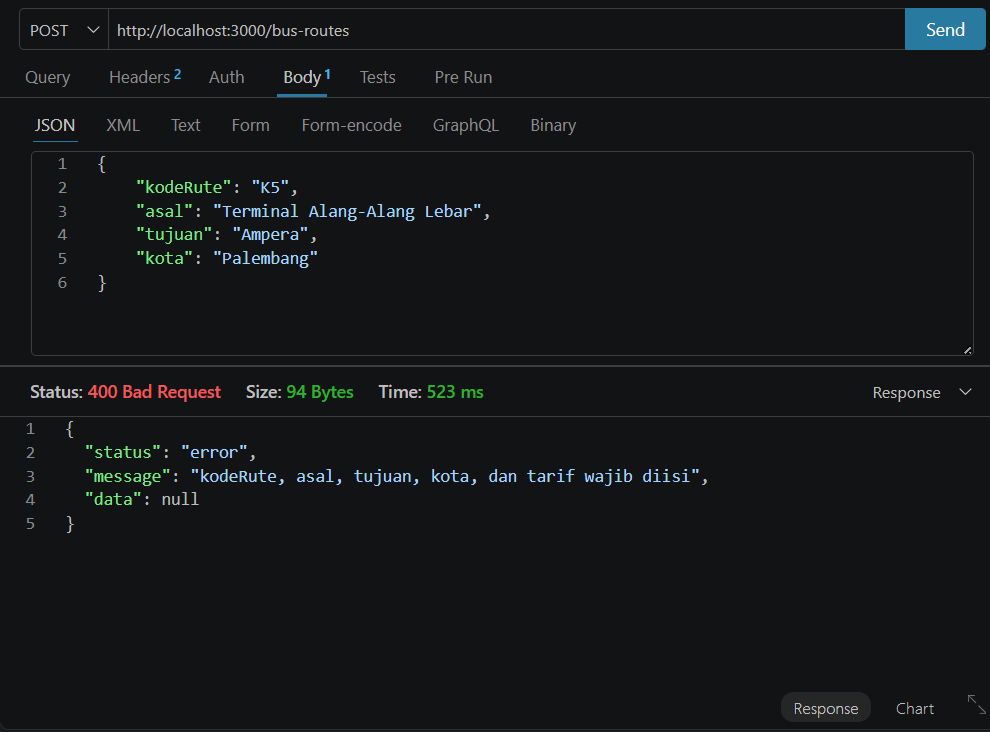 POST http://localhost:3000/bus-routes Send
Query Headers 2 Auth Body 1 Tests Pre Run
JSON XML Text Form Form-encode GraphQL Binary
1 {
2 "kodeRute": "K5",
3 "asal": "Terminal Alang-Alang Lebar",
4 "tujuan": "Ampera",
5 "kota": "Palembang"
6 }
Status: 400 Bad Request Size: 94 Bytes Time: 523 ms Response
1 {
2 "status": "error",
3 "message": "kodeRute, asal, tujuan, kota, dan tarif wajib diisi",
4 "data": null
5 }
Response Chart